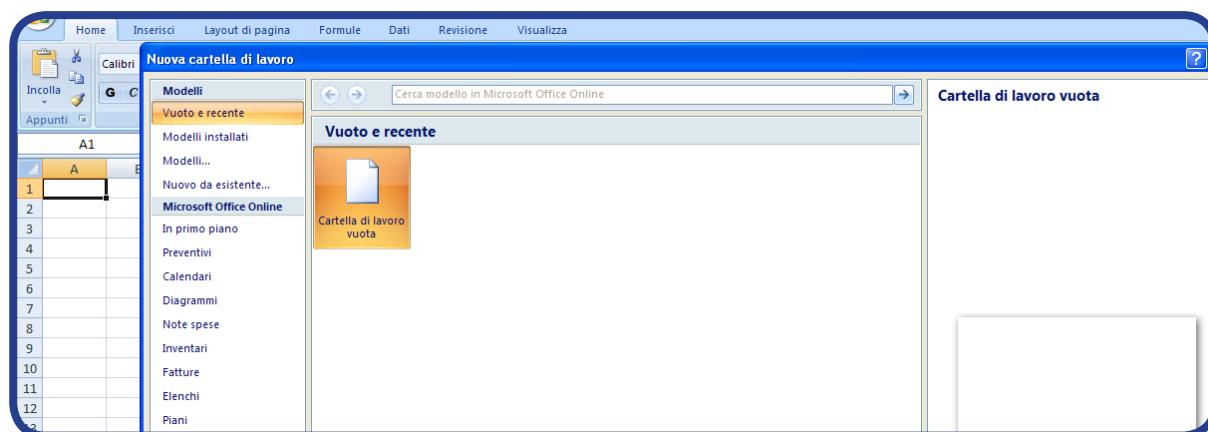 Home Inserisci Layout di pagina Formule Dati Revisione Visualizza
Incolla
Calibri
G C
Appunti
A1
A
1
2
3
4
5
6
7
8
9
10
11
12
Nuova cartella di lavoro
?
Modelli
Vuoto e recente
Modelli installati
Modelli...
Nuovo da esistente...
Microsoft Office Online
In primo piano
Preventivi
Calendari
Diagrammi
Note spese
Inventari
Fatture
Elenchi
Piani
Cerca modello in Microsoft Office Online
Vuoto e recente
Cartella di lavoro
vuota
Cartella di lavoro vuota